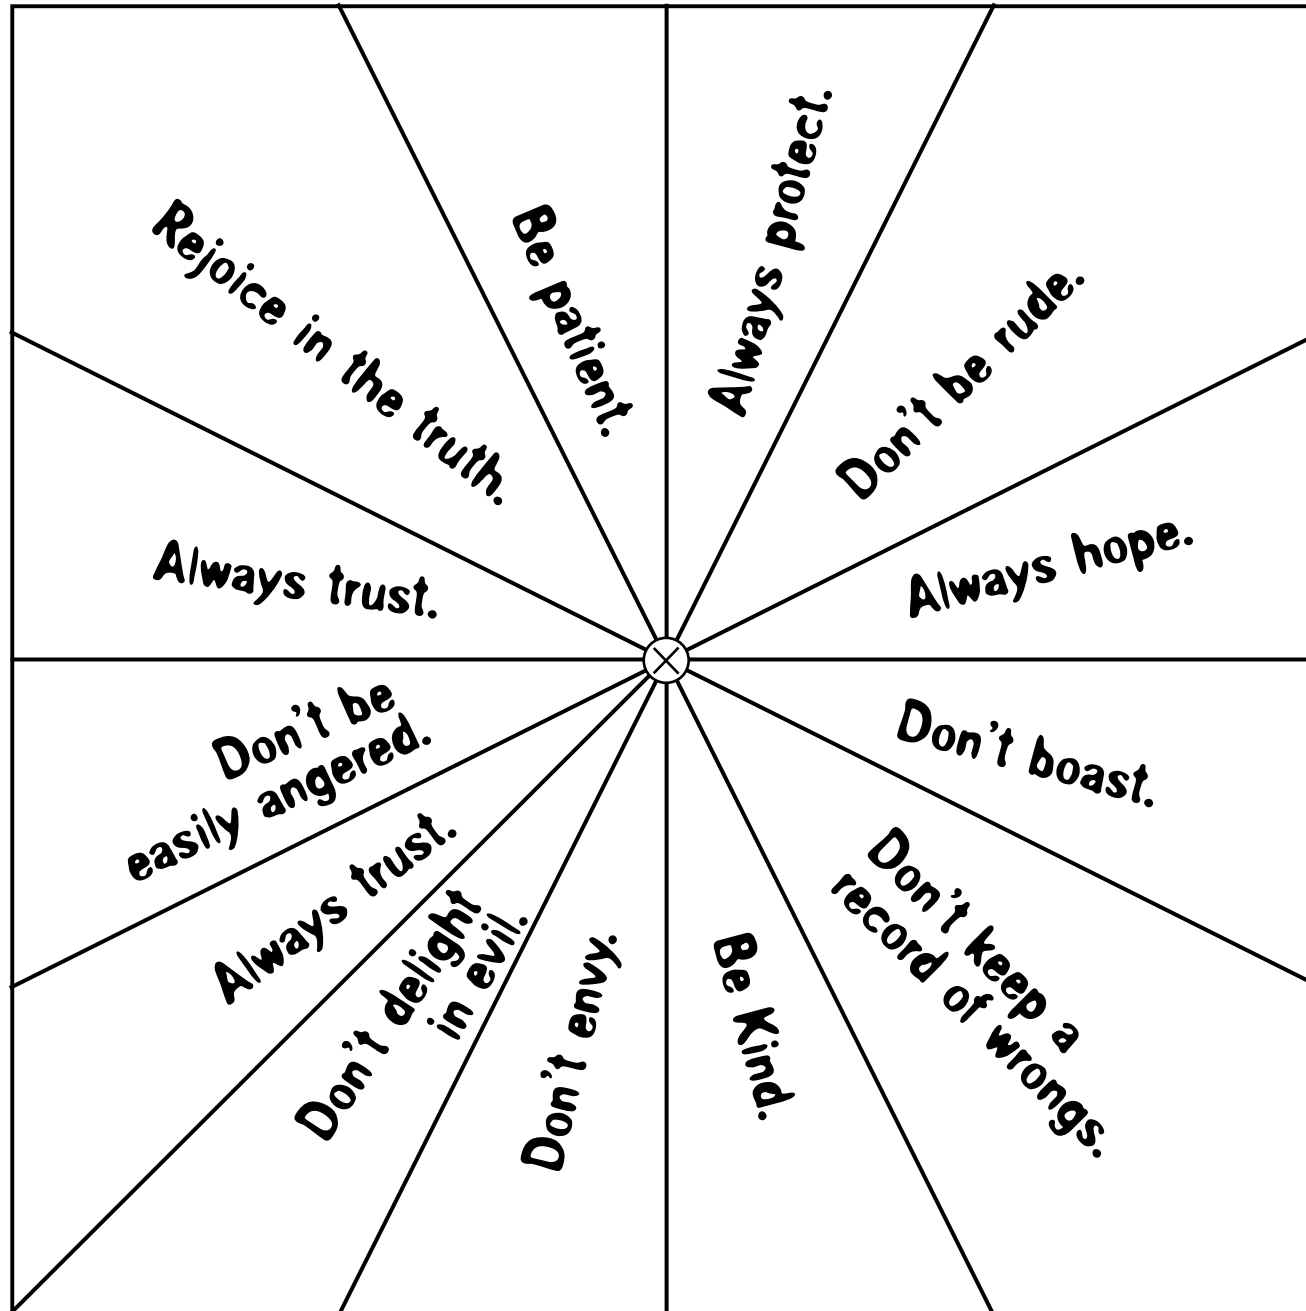 Be patient.
Always protect.
Don't be rude.
Always hope.
Don't boast.
Don't keep a
record of wrongs.
Be Kind.
Don't envy.
Don't delight
in evil.
Always trust.
Don't be
easily angered.
Always trust.
Rejoice in the truth.